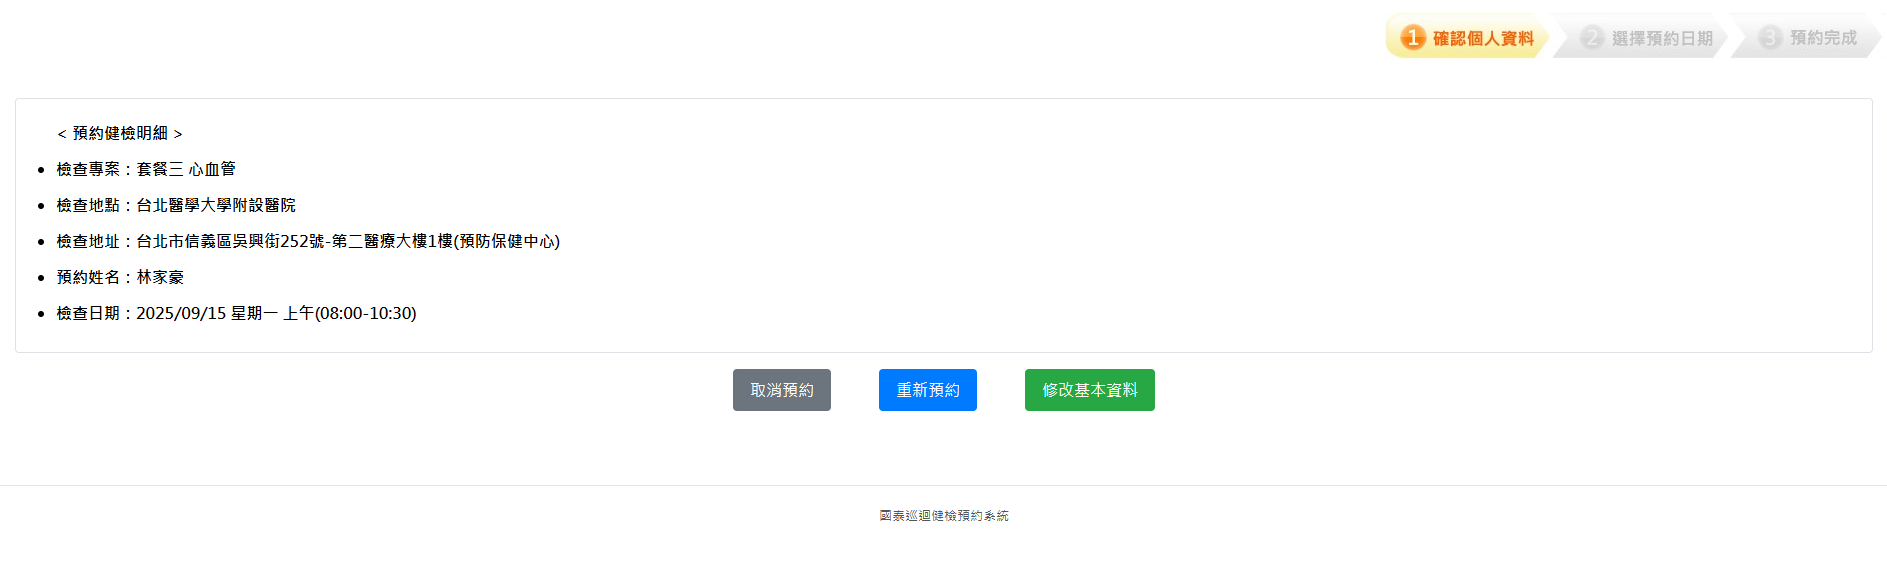 1 確認個人資料 2 選擇預約日期 3 預約完成
< 預約健檢明細 >
檢查專案：套餐三 心血管
檢查地點：台北醫學大學附設醫院
檢查地址：台北市信義區吳興街252號-第二醫療大樓1樓(預防保健中心)
預約姓名：林家豪
檢查日期：2025/09/15 星期一 上午(08:00-10:30)
取消預約 重新預約 修改基本資料
國泰巡迴健檢預約系統